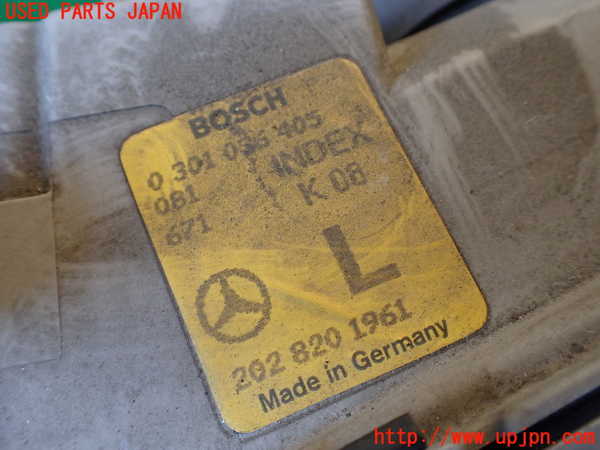 USED PARTS JAPAN
BOSCH
0 301 036 405
081
671
INDEX
K 08
L
202 820 1961
Made in Germany
http://www.upjpn.com/